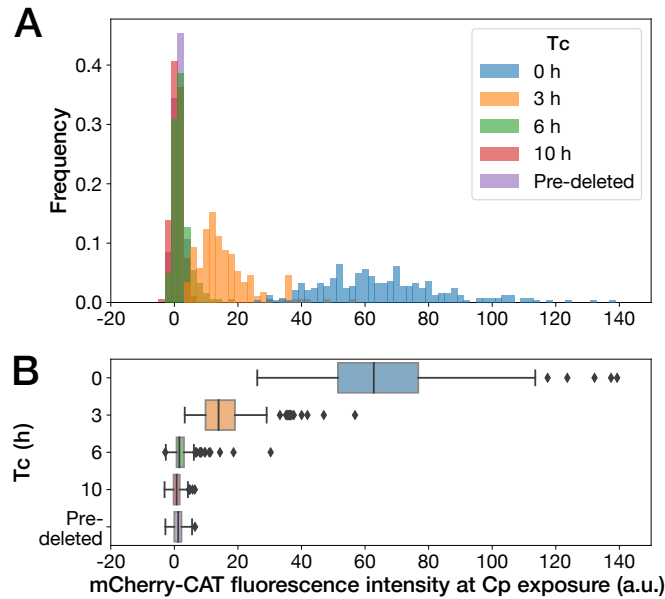 A
Frequency
0.4
0.3
0.2
0.1
0.0
Tc
0 h
3 h
6 h
10 h
Pre-deleted
-20 0 20 40 60 80 100 120 140
B
Tc (h)
0
3
6
10
Pre-
deleted
-20 0 20 40 60 80 100 120 140
mCherry-CAT fluorescence intensity at Cp exposure (a.u.)